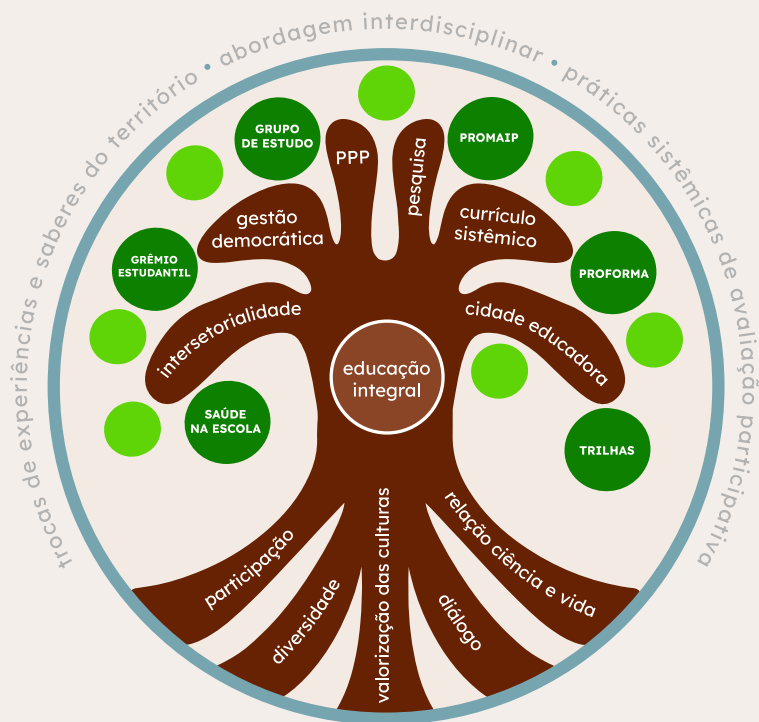 trocas de experiências e saberes do território • abordagem interdisciplinar • práticas sistêmicas de avaliação participativa
GRUPO
DE ESTUDO
PPP
pesquisa
PROMAIP
gestão
democrática
currículo
sistêmico
GRÊMIO
ESTUDANTIL
PROFORMA
intersetorialidade
cidade educadora
educação
integral
SAÚDE
NA ESCOLA
TRILHAS
participação
diversidade
valorização das culturas
diálogo
relação ciência e vida